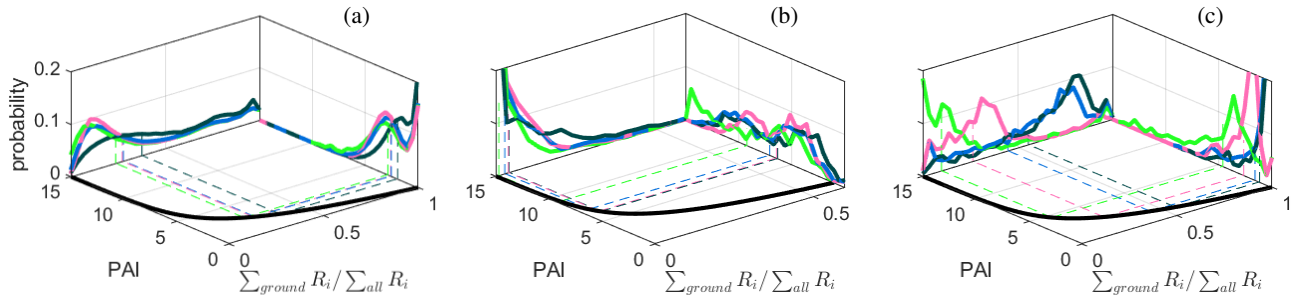 (a) (b) (c)
probability
0.2
0.1
0
15 10 5 0
PAI
0 0.5 1
∑ground Ri / ∑all Ri
15 10 5 0
PAI
0 0.5
∑ground Ri / ∑all Ri
15 10 5 0
PAI
0 0.5 1
∑ground Ri / ∑all Ri